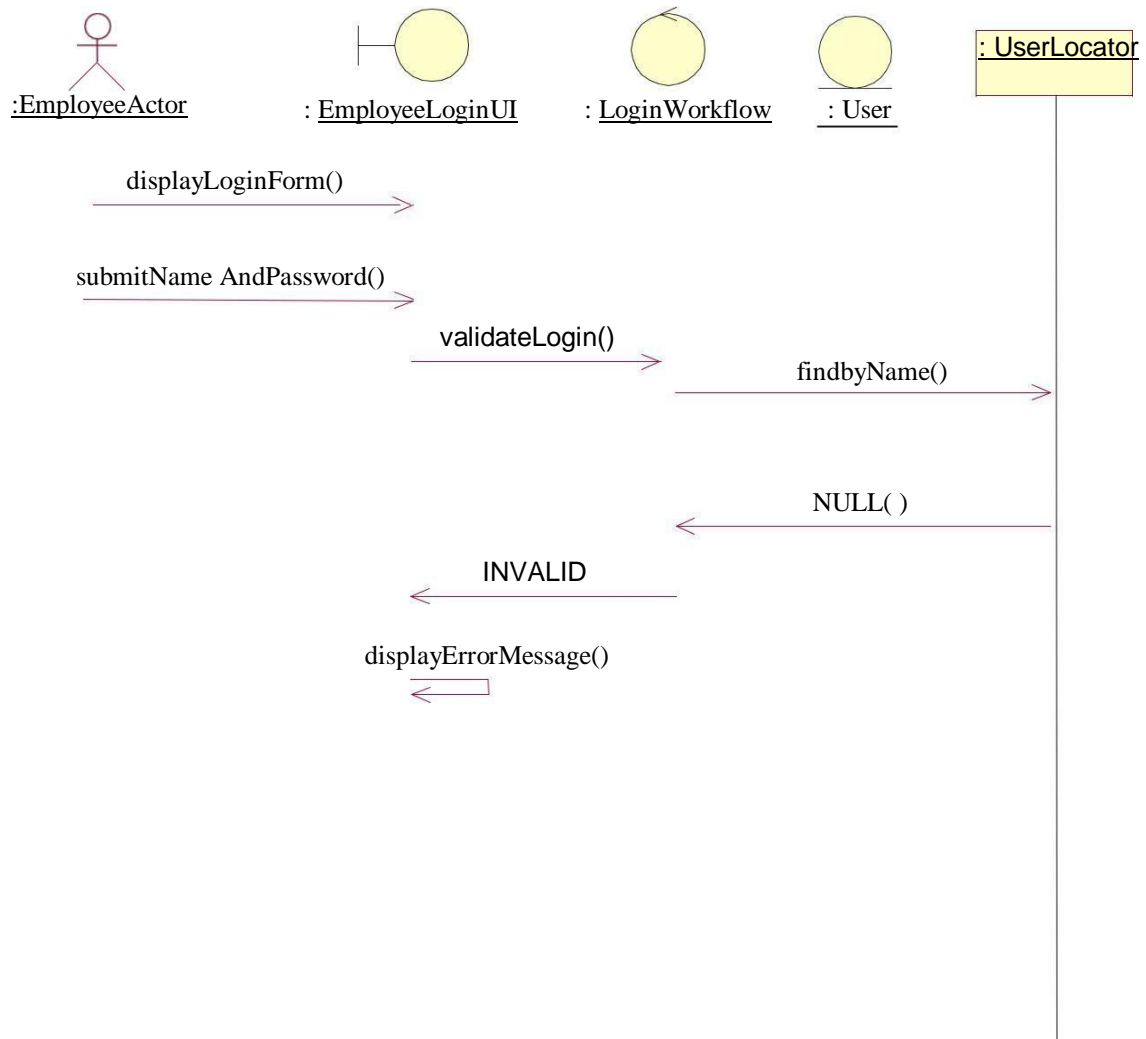 : UserLocator
:EmployeeActor
: EmployeeLoginUI
: LoginWorkflow
: User
displayLoginForm()
submitName AndPassword()
validateLogin()
findbyName()
NULL( )
INVALID
displayErrorMessage()